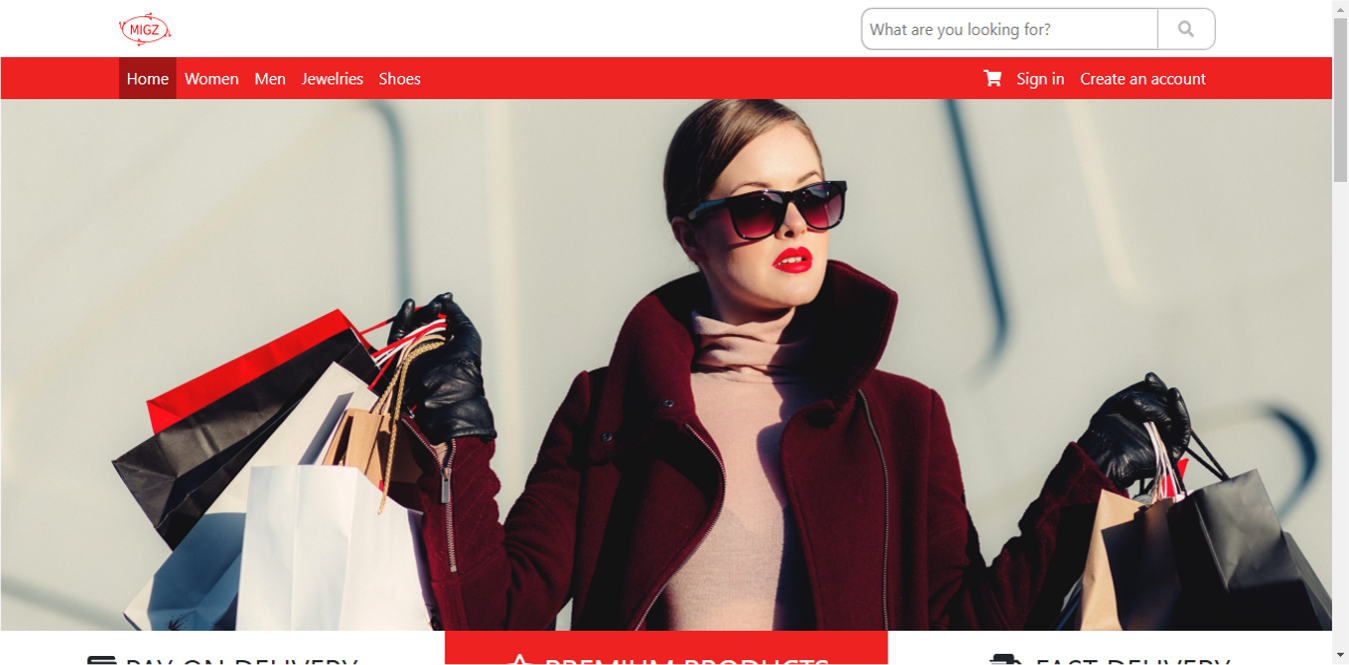 MIGZ
What are you looking for?
Home Women Men Jewelries Shoes Sign in Create an account
PAY ON DELIVERY PREMIUM PRODUCTS FAST DELIVERY